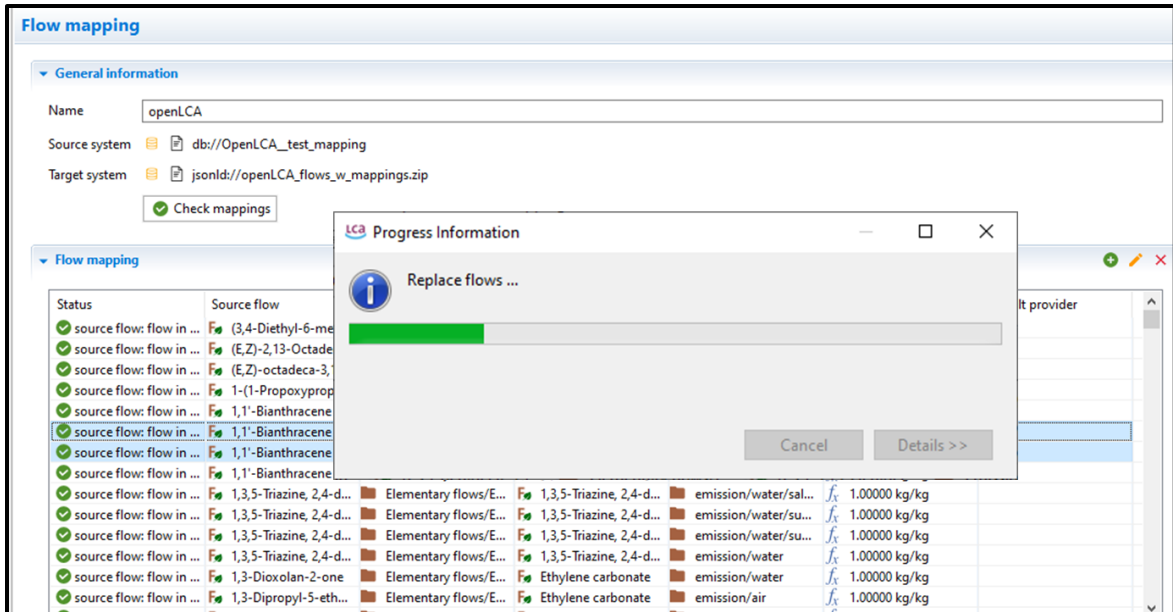 Flow mapping
General information
Name openLCA
Source system db://OpenLCA__test_mapping
Target system jsonld://openLCA_flows_w_mappings.zip
Check mappings
LCA Progress Information
Replace flows ...
Cancel Details >>
Flow mapping
Status Source flow lt provider
source flow: flow in ... (3,4-Diethyl-6-me
source flow: flow in ... (E,Z)-2,13-Octade
source flow: flow in ... (E,Z)-octadeca-3,1
source flow: flow in ... 1-(1-Propoxyprop
source flow: flow in ... 1,1'-Bianthracene
source flow: flow in ... 1,1'-Bianthracene
source flow: flow in ... 1,1'-Bianthracene
source flow: flow in ... 1,1'-Bianthracene
source flow: flow in ... 1,3,5-Triazine, 2,4-d... Elementary flows/E... 1,3,5-Triazine, 2,4-d... emission/water/sal... fx 1.00000 kg/kg
source flow: flow in ... 1,3,5-Triazine, 2,4-d... Elementary flows/E... 1,3,5-Triazine, 2,4-d... emission/water/su... fx 1.00000 kg/kg
source flow: flow in ... 1,3,5-Triazine, 2,4-d... Elementary flows/E... 1,3,5-Triazine, 2,4-d... emission/water/su... fx 1.00000 kg/kg
source flow: flow in ... 1,3,5-Triazine, 2,4-d... Elementary flows/E... 1,3,5-Triazine, 2,4-d... emission/water fx 1.00000 kg/kg
source flow: flow in ... 1,3-Dioxolan-2-one Elementary flows/E... Ethylene carbonate emission/water fx 1.00000 kg/kg
source flow: flow in ... 1,3-Dipropyl-5-eth... Elementary flows/E... Ethylene carbonate emission/air fx 1.00000 kg/kg